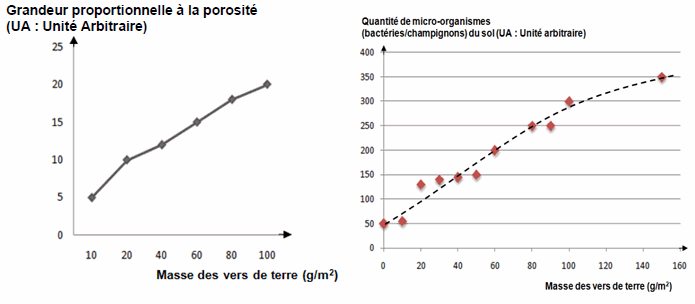 Grandeur proportionnelle à la porosité
(UA : Unité Arbitraire)
25
20
15
10
5
0
10 20 40 60 80 100
Masse des vers de terre (g/m²)
Quantité de micro-organismes
(bactéries/champignons) du sol (UA : Unité arbitraire)
400
350
300
250
200
150
100
50
0
0 20 40 60 80 100 120 140 160
Masse des vers de terre (g/m²)